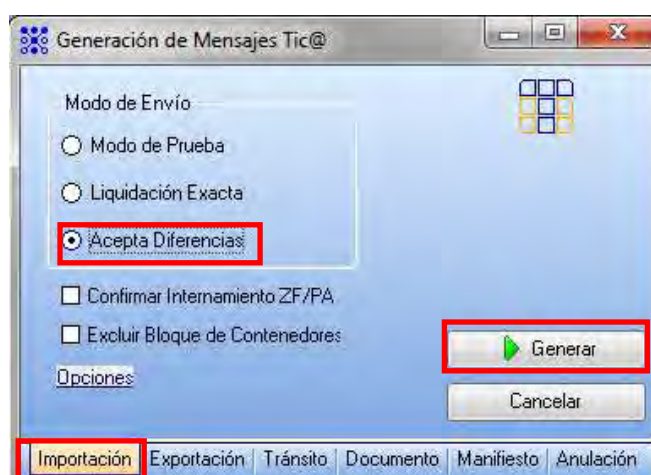 Generación de Mensajes Tic@
Modo de Envío
Modo de Prueba
Liquidación Exacta
Acepta Diferencias
Confirmar Internamiento ZF/PA
Excluir Bloque de Contenedores
Generar
Opciones
Cancelar
Importación Exportación Tránsito Documento Manifiesto Anulación